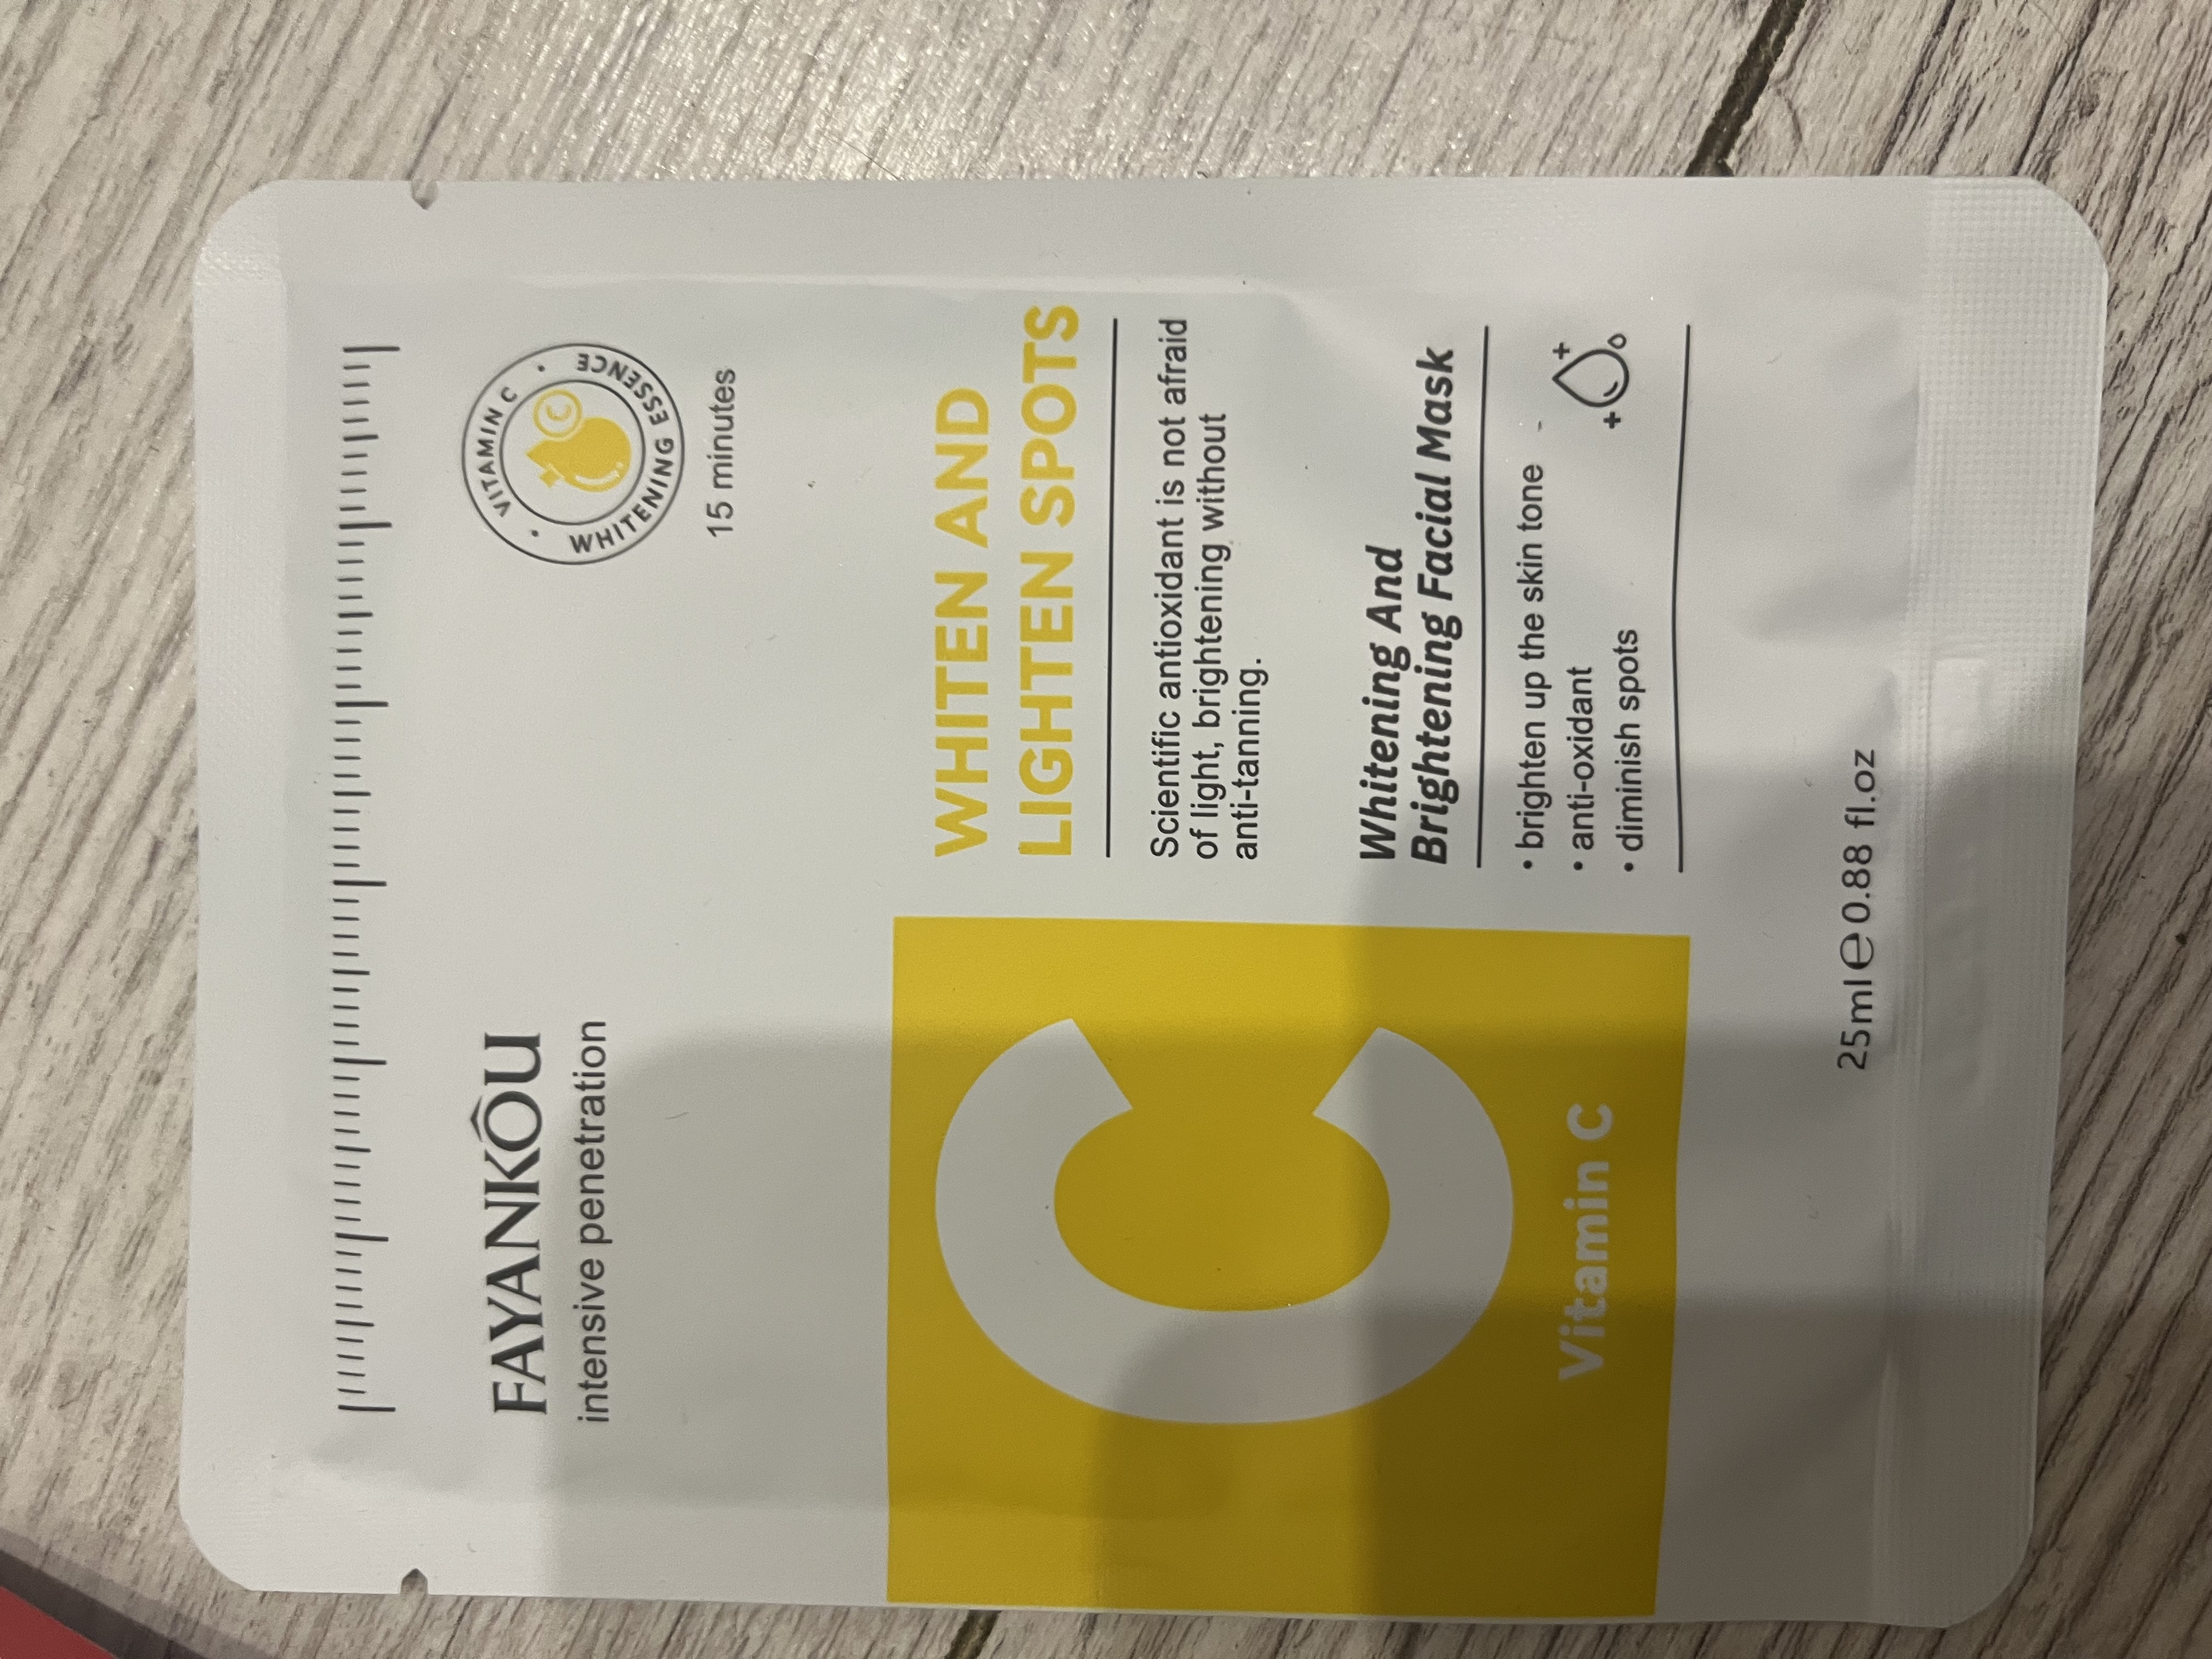 FAYANKÔU
intensive penetration
VITAMIN C
WHITENING ESSENCE
C
15 minutes
C
Vitamin C
WHITEN AND
LIGHTEN SPOTS
Scientific antioxidant is not afraid
of light, brightening without
anti-tanning.
Whitening And
Brightening Facial Mask
• brighten up the skin tone
• anti-oxidant
• diminish spots
25ml ℮ 0.88 fl.oz